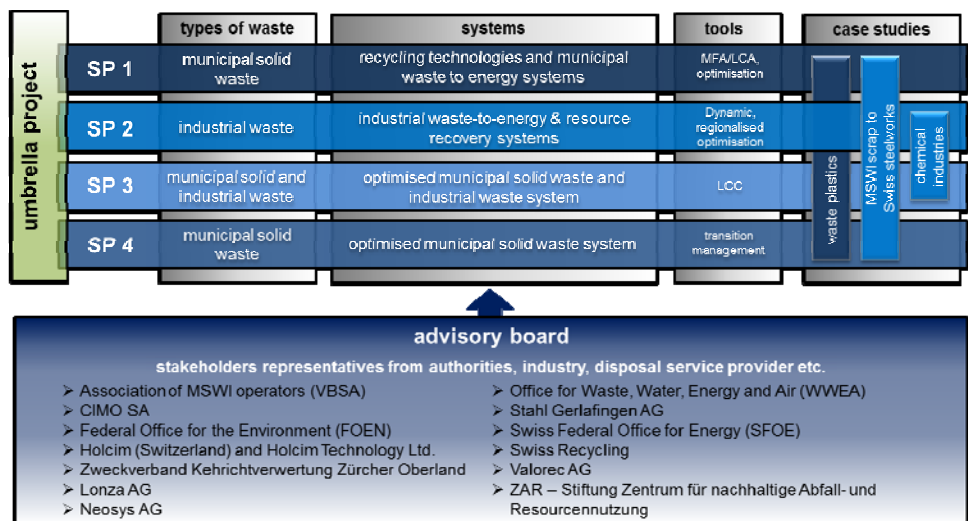 types of waste
systems
tools
case studies
umbrella project
SP 1
municipal solid
waste
recycling technologies and municipal
waste to energy systems
MFA/LCA,
optimisation
SP 2
industrial waste
industrial waste-to-energy & resource
recovery systems
Dynamic,
regionalised
optimisation
SP 3
municipal solid and
industrial waste
optimised municipal solid waste and
industrial waste system
LCC
SP 4
municipal solid
waste
optimised municipal solid waste system
transition
management
waste plastics
MSWI scrap to
Swiss steelworks
chemical
industries
advisory board
stakeholders representatives from authorities, industry, disposal service provider etc.
➢ Association of MSWI operators (VBSA)
➢ CIMO SA
➢ Federal Office for the Environment (FOEN)
➢ Holcim (Switzerland) and Holcim Technology Ltd.
➢ Zweckverband Kehrichtverwertung Zürcher Oberland
➢ Lonza AG
➢ Neosys AG
➢ Office for Waste, Water, Energy and Air (WWEA)
➢ Stahl Gerlafingen AG
➢ Swiss Federal Office for Energy (SFOE)
➢ Swiss Recycling
➢ Valorec AG
➢ ZAR – Stiftung Zentrum für nachhaltige Abfall- und
Resourcennutzung